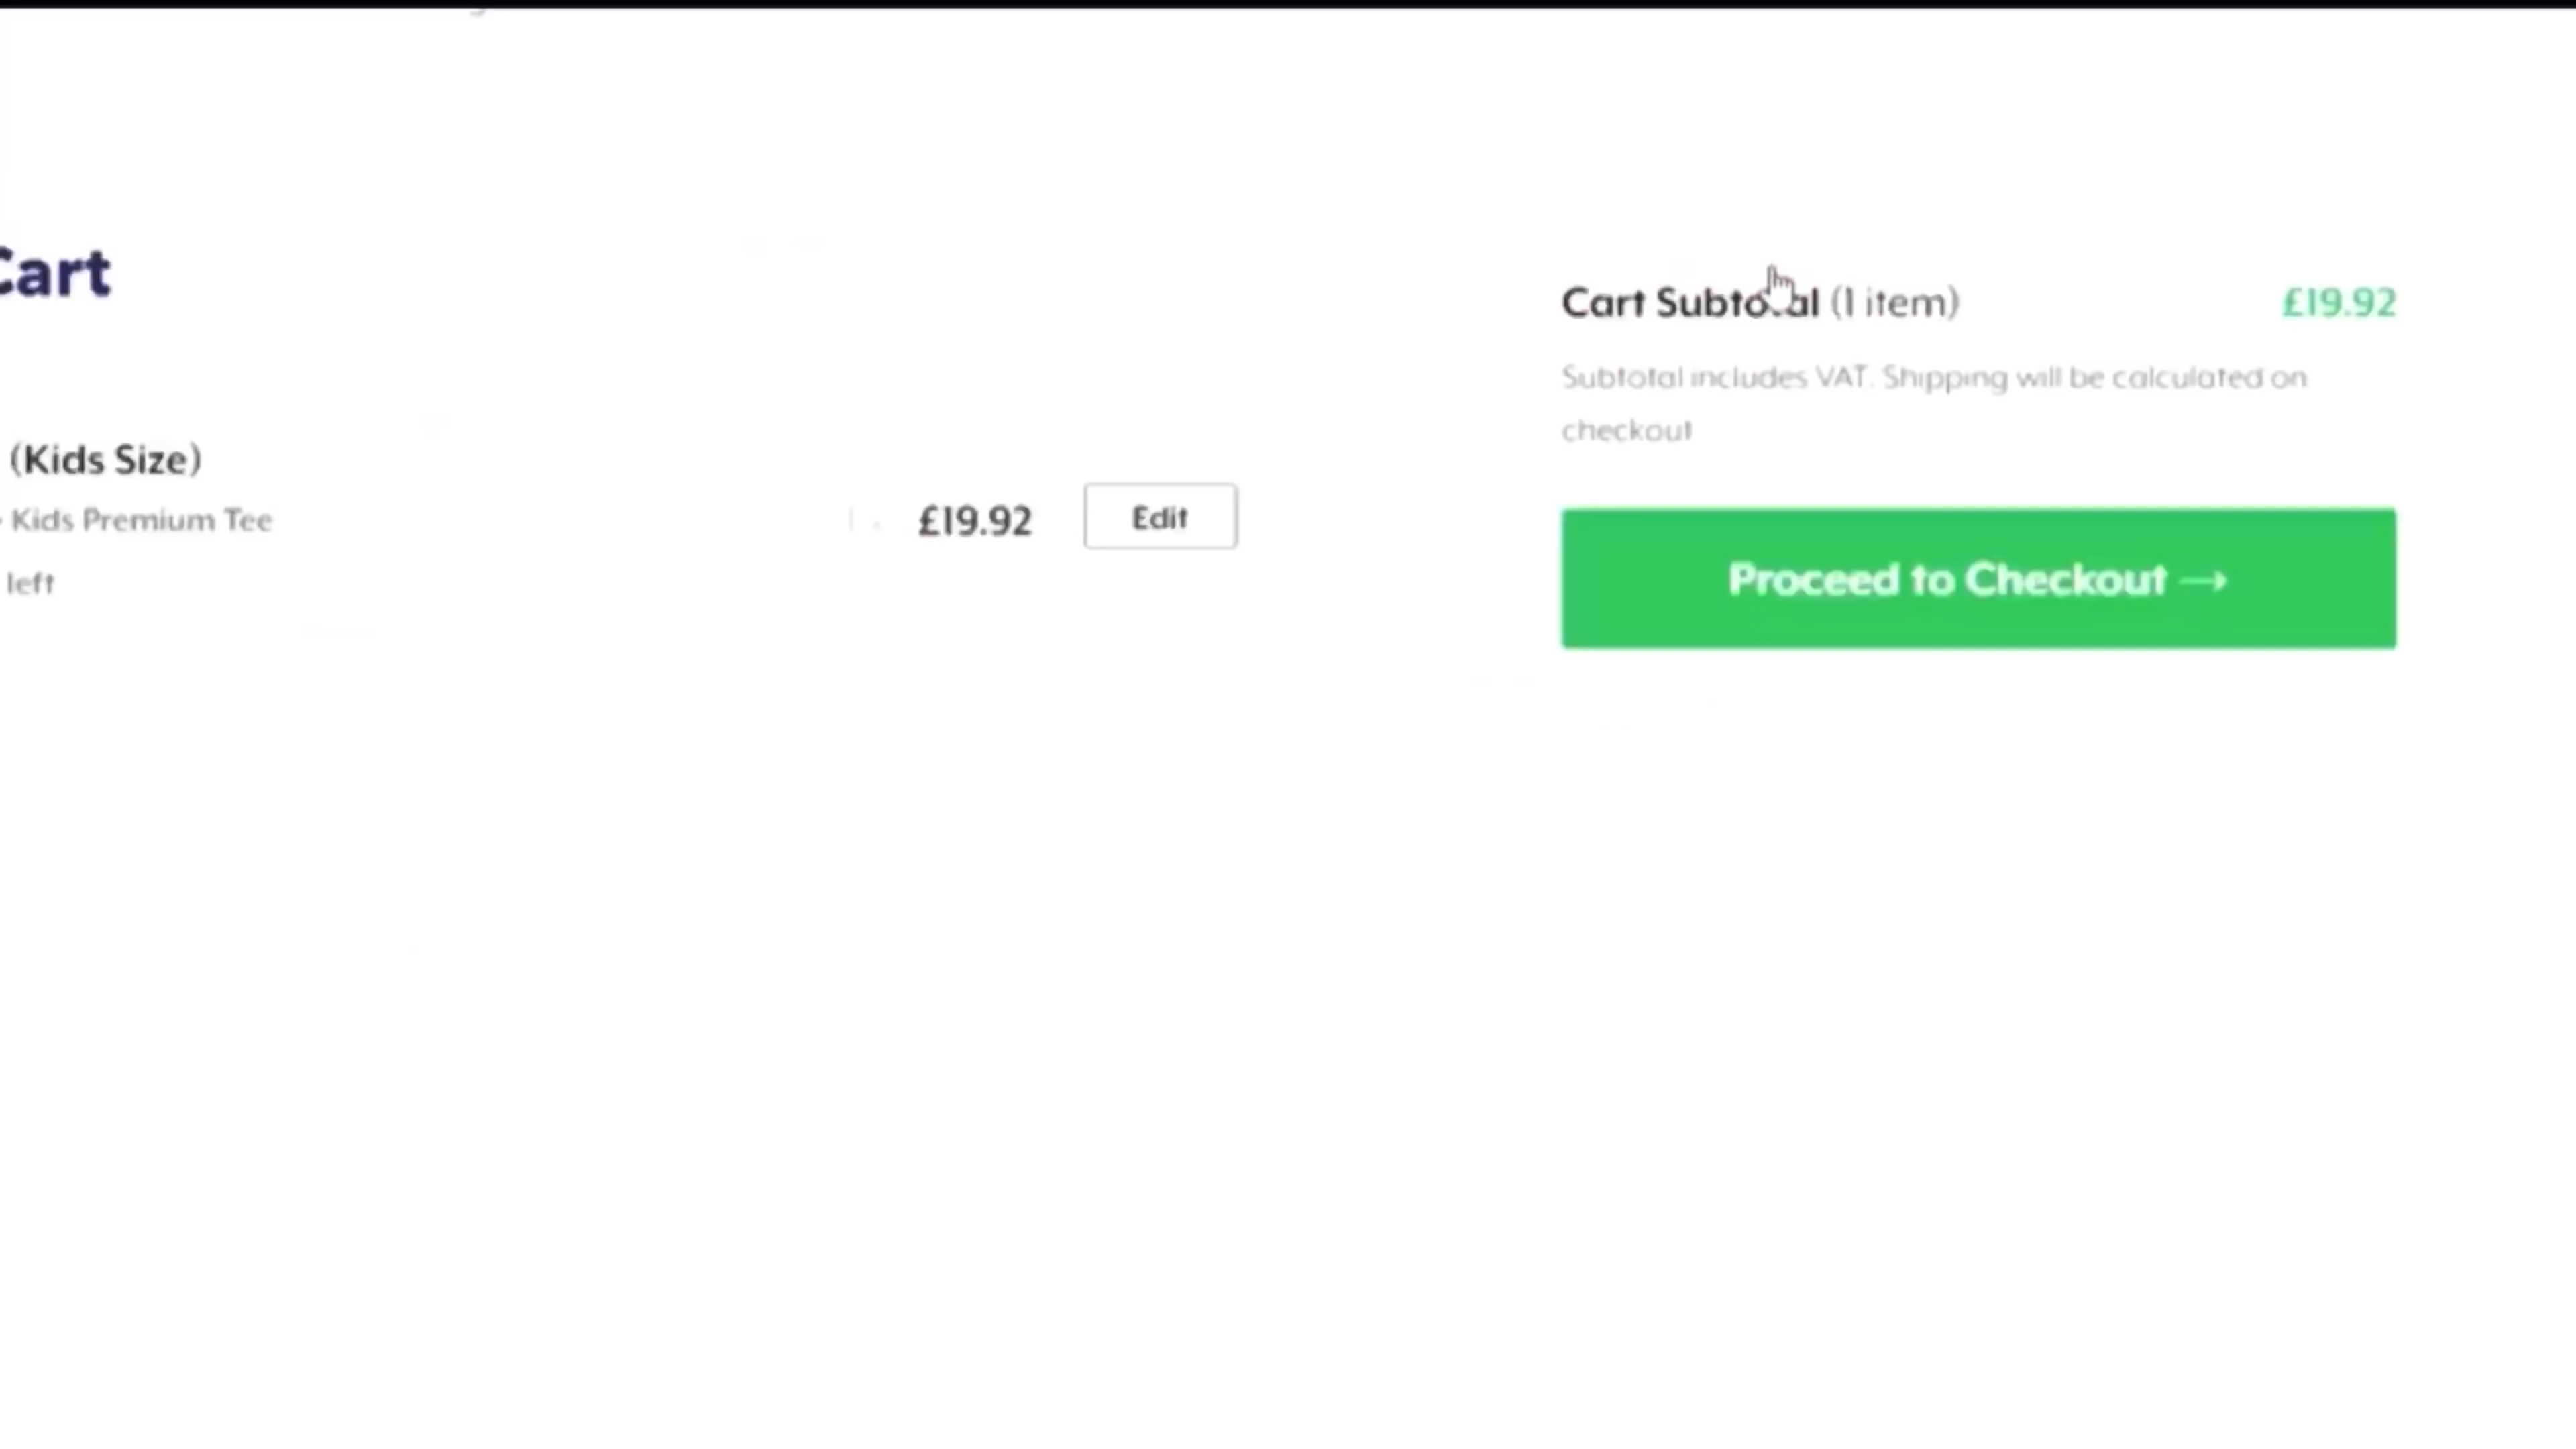 Cart
(Kids Size)
Kids Premium Tee
left
£19.92
Edit
Cart Subtotal (1 item)
£19.92
Subtotal includes VAT. Shipping will be calculated on
checkout
Proceed to Checkout →